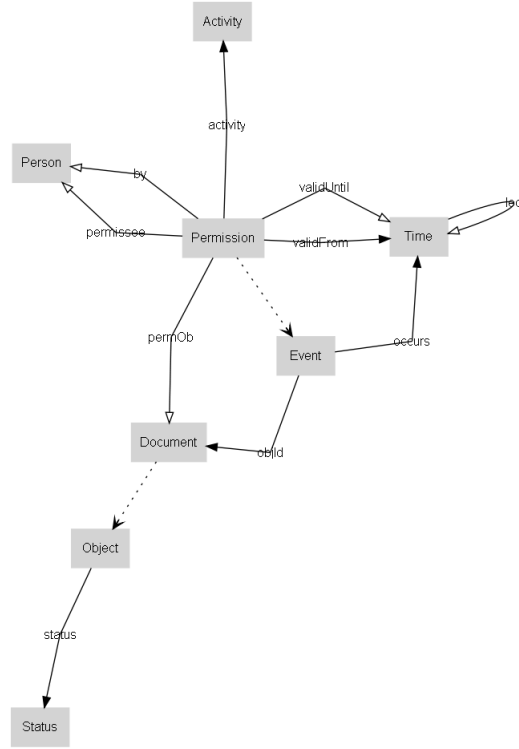 Activity
activity
Person
by
validUntil
permissee
Permission
validFrom
Time
permOb
Event
occurs
Document
objId
Object
status
Status